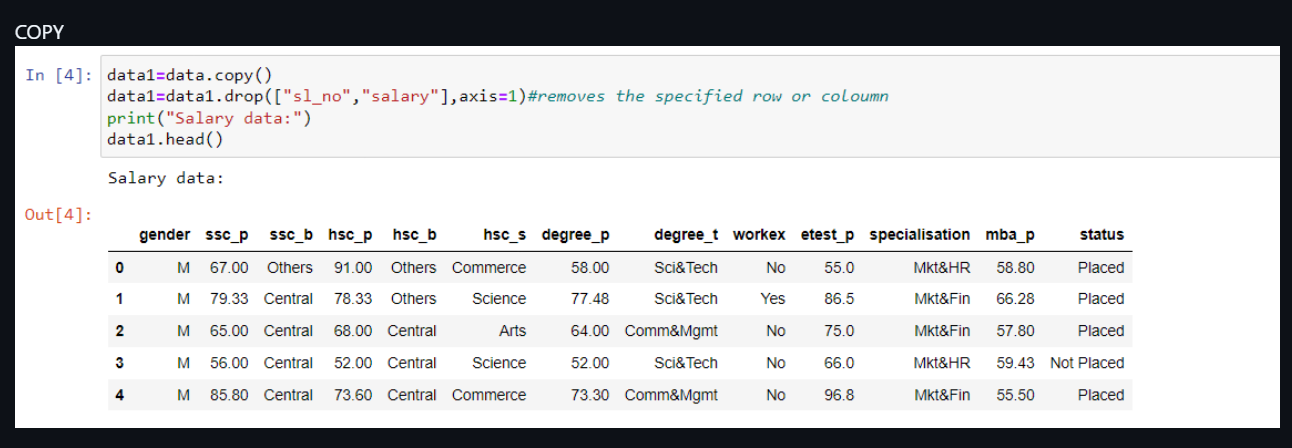 COPY
In [4]: data1=data.copy()
data1=data1.drop(["sl_no","salary"],axis=1)#removes the specified row or coloumn
print("Salary data:")
data1.head()
Salary data:
Out[4]:
gender ssc_p ssc_b hsc_p hsc_b hsc_s degree_p degree_t workex etest_p specialisation mba_p status
0 M 67.00 Others 91.00 Others Commerce 58.00 Sci&Tech No 55.0 Mkt&HR 58.80 Placed
1 M 79.33 Central 78.33 Others Science 77.48 Sci&Tech Yes 86.5 Mkt&Fin 66.28 Placed
2 M 65.00 Central 68.00 Central Arts 64.00 Comm&Mgmt No 75.0 Mkt&Fin 57.80 Placed
3 M 56.00 Central 52.00 Central Science 52.00 Sci&Tech No 66.0 Mkt&HR 59.43 Not Placed
4 M 85.80 Central 73.60 Central Commerce 73.30 Comm&Mgmt No 96.8 Mkt&Fin 55.50 Placed